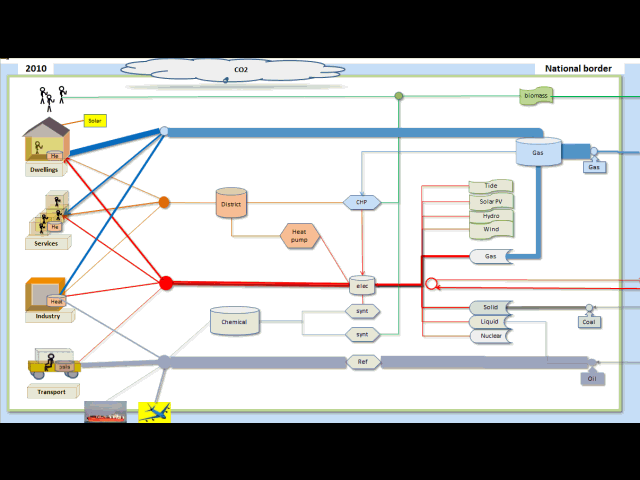 2010
CO2
National border
Solar
biomass
He
Dwellings
Gas
Gas
Tide
Solar PV
Hydro
Wind
District
CHP
He
Services
Heat
pump
Gas
elec
Heat
Industry
synt
Solid
Chemical
Liquid
Coal
synt
Nuclear
Ref
Transport
Oil